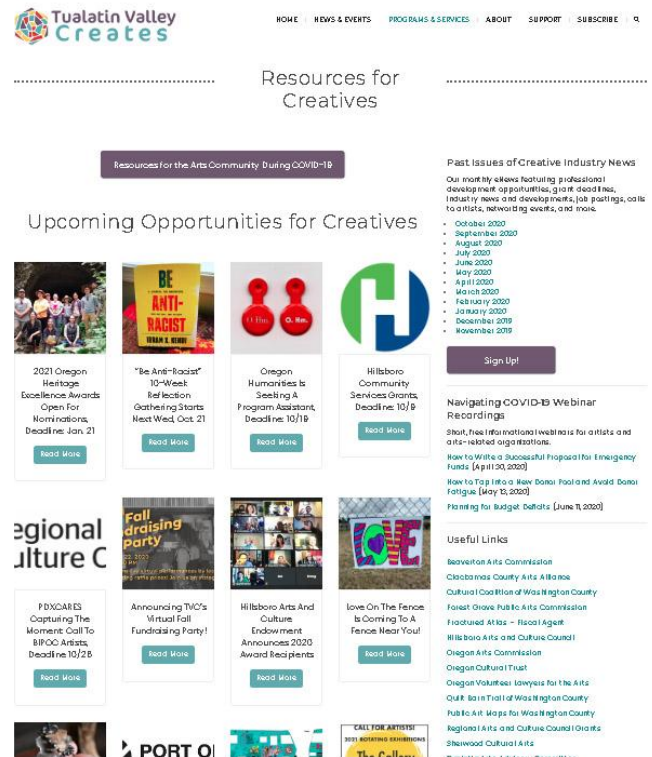 Tualatin Valley
Creates
HOME
NEWS & EVENTS
PROGRAMS & SERVICES
ABOUT
SUPPORT
SUBSCRIBE
Resources for
Creatives
Resources for the Arts Community During COVID-19
Upcoming Opportunities for Creatives
BE
ANTI-
RACIST
IBRAM X. KENDI
O. Hm.
O. Hm.
2021 Oregon
Heritage
Excellence Awards
Open For
Nominations,
Deadline: Jan. 21
Read More
"Be Anti-Racist"
10-Week
Reflection
Gathering Starts
Next Wed, Oct. 21
Read More
Oregon
Humanities Is
Seeking A
Program Assistant,
Deadline: 10/19
Read More
Hillsboro
Community
Services Grants,
Deadline: 10/9
Read More
egional
ulture C
Fall
draising
Party
LOVE
PDXCARES
Capturing The
Moment: Call To
BIPOC Artists,
Deadline 10/28
Read More
Announcing TVC's
Virtual Fall
Fundraising Party!
Read More
Hillsboro Arts And
Culture
Endowment
Announces 2020
Award Recipients
Read More
Love On The Fence
Is Coming To A
Fence Near You!
Read More
PORT O
CALL FOR ARTISTS!
2021 ROTATING EXHIBITIONS
The Gallery
Past Issues of Creative Industry News
Our monthly eNews featuring professional
development opportunities, grant deadlines,
industry news and developments, job postings, calls
to artists, networking events, and more.
October 2020
September 2020
August 2020
July 2020
June 2020
May 2020
April 2020
March 2020
February 2020
January 2020
December 2019
November 2019
Sign Up!
Navigating COVID-19 Webinar
Recordings
Short, free informational webinars for artists and
arts-related organizations.
How to Write a Successful Proposal for Emergency
Funds (April 30, 2020)
How to Tap Into a New Donor Pool and Avoid Donor
Fatigue (May 13, 2020)
Planning for Budget Deficits (June 11, 2020)
Useful Links
Beaverton Arts Commission
Clackamas County Arts Alliance
Cultural Coalition of Washington County
Forest Grove Public Arts Commission
Fractured Atlas – Fiscal Agent
Hillsboro Arts and Culture Council
Oregon Arts Commission
Oregon Cultural Trust
Oregon Volunteer Lawyers for the Arts
Quilt Barn Trail of Washington County
Public Art Maps for Washington County
Regional Arts and Culture Council Grants
Sherwood Cultural Arts